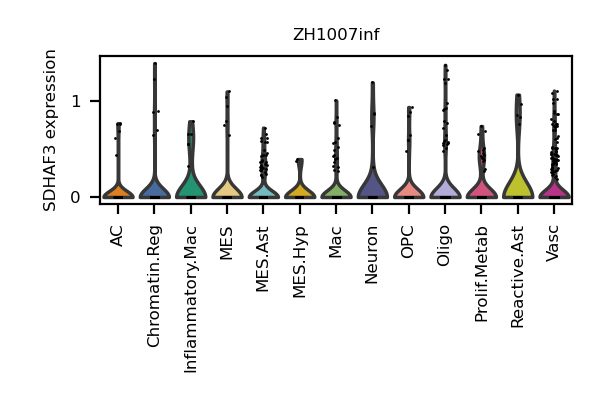 ZH1007inf
SDHAF3 expression
1
0
AC
Chromatin.Reg
Inflammatory.Mac
MES
MES.Ast
MES.Hyp
Mac
Neuron
OPC
Oligo
Prolif.Metab
Reactive.Ast
Vasc